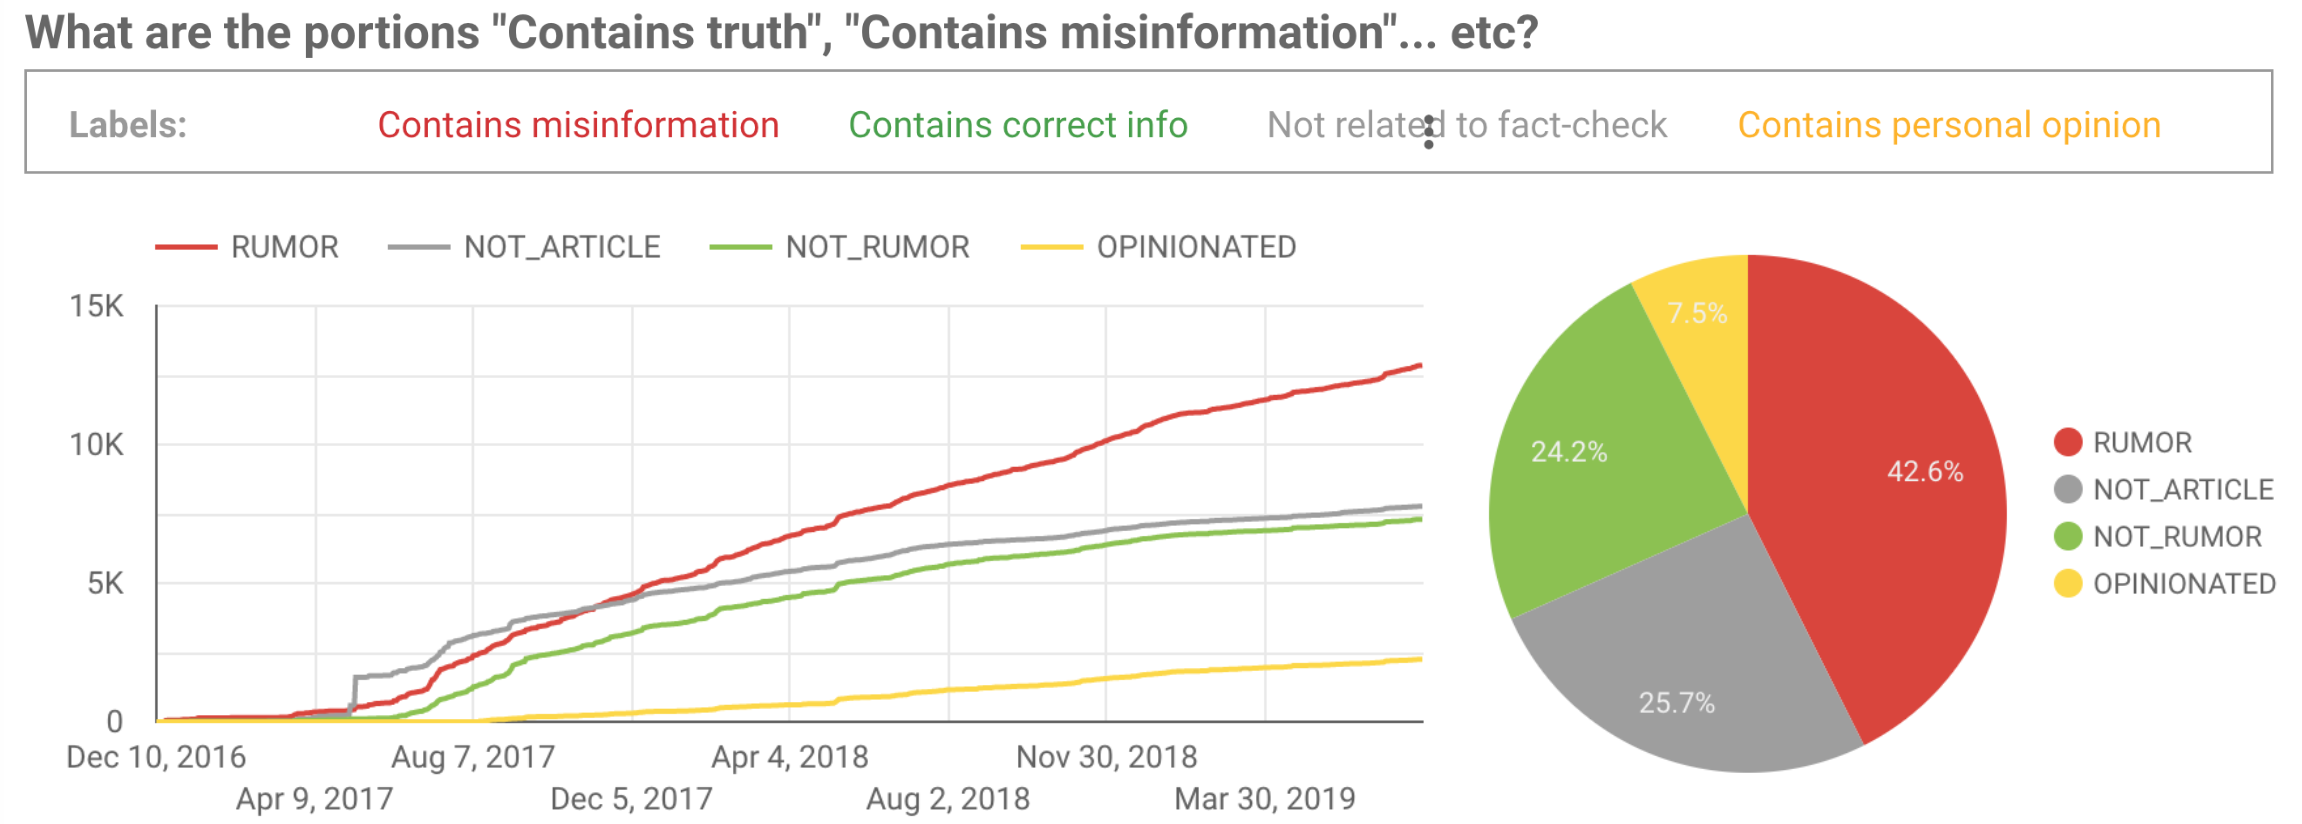 What are the portions "Contains truth", "Contains misinformation"... etc?
Labels: Contains misinformation Contains correct info Not related to fact-check Contains personal opinion
RUMOR NOT_ARTICLE NOT_RUMOR OPINIONATED
15K
10K
5K
0
Dec 10, 2016 Aug 7, 2017 Apr 4, 2018 Nov 30, 2018
Apr 9, 2017 Dec 5, 2017 Aug 2, 2018 Mar 30, 2019
7.5%
24.2%
42.6%
25.7%
RUMOR
NOT_ARTICLE
NOT_RUMOR
OPINIONATED